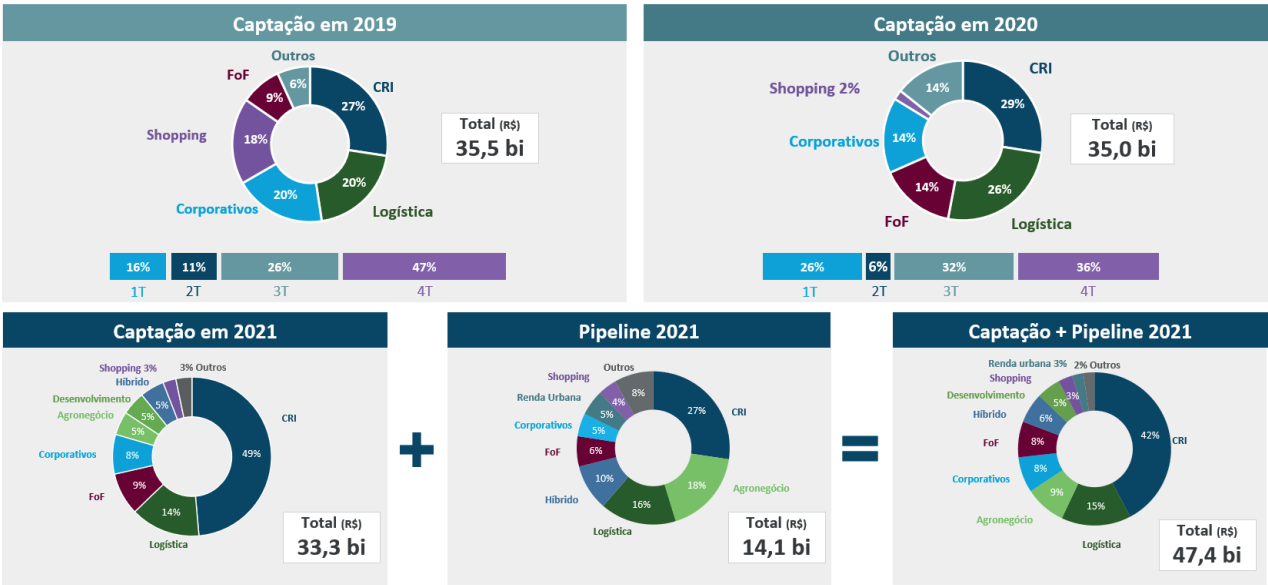 Captação em 2019
Outros
FoF
CRI
6%
9%
27%
Shopping
18%
20%
20%
Corporativos
Logística
Total (R$)
35,5 bi
16%
11%
26%
47%
1T
2T
3T
4T
Captação em 2020
Outros
CRI
Shopping 2%
14%
29%
Corporativos
14%
14%
26%
FoF
Logística
Total (R$)
35,0 bi
26%
6%
32%
36%
1T
2T
3T
4T
Captação em 2021
Shopping 3%
3% Outros
Híbrido
Desenvolvimento
Agronegócio
CRI
5%
5%
5%
Corporativos
8%
49%
FoF
9%
14%
Logística
Total (R$)
33,3 bi
+
Pipeline 2021
Outros
Shopping
8%
4%
27%
CRI
Renda Urbana
5%
Corporativos
5%
FoF
6%
Híbrido
10%
18%
Agronegócio
16%
Logística
Total (R$)
14,1 bi
=
Captação + Pipeline 2021
Renda urbana 3%
2% Outros
Shopping
3%
Desenvolvimento
5%
Híbrido
6%
42%
CRI
FoF
8%
Corporativos
8%
9%
Agronegócio
15%
Logística
Total (R$)
47,4 bi